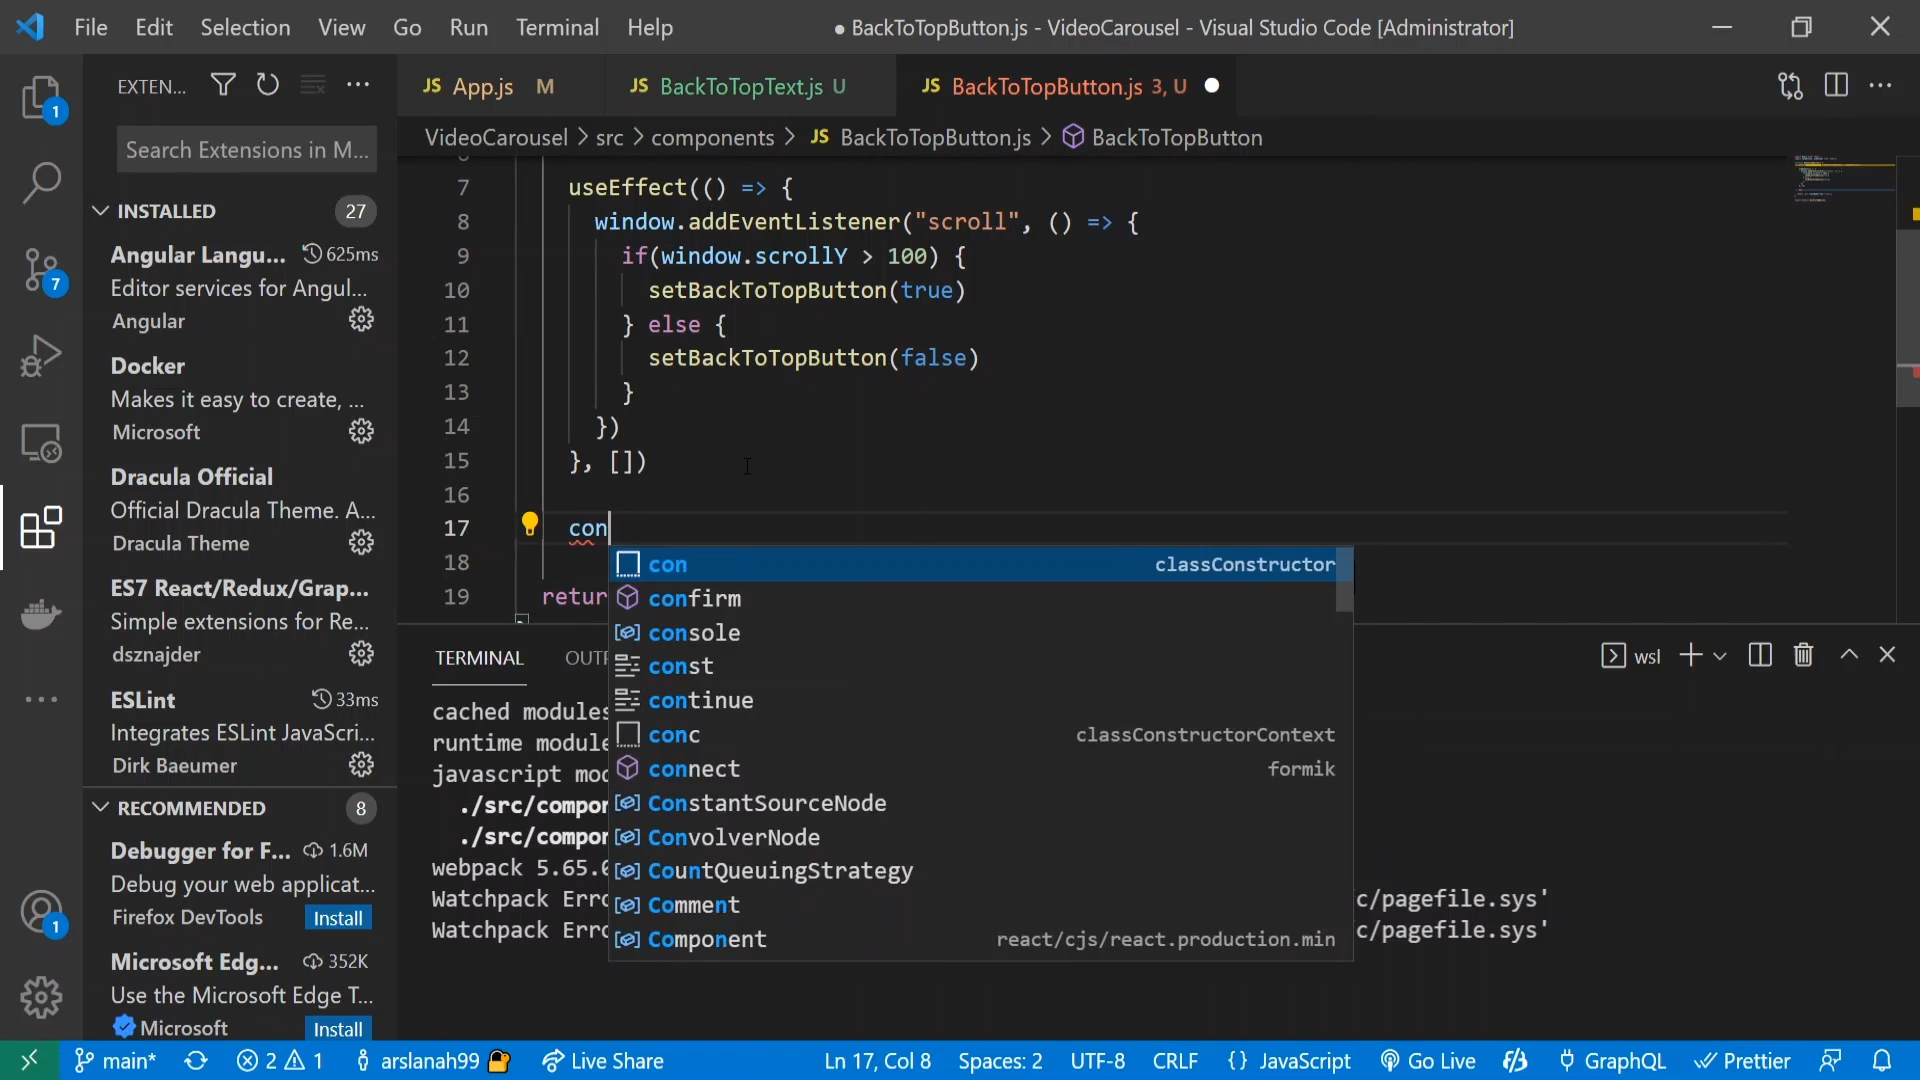 File Edit Selection View Go Run Terminal Help
● BackToTopButton.js - VideoCarousel - Visual Studio Code [Administrator]
EXTEN...
JS App.js M
JS BackToTopText.js U
JS BackToTopButton.js 3, U
VideoCarousel > src > components > JS BackToTopButton.js > BackToTopButton
1
Search Extensions in M...
INSTALLED 27
Angular Langu... 625ms
Editor services for Angul...
Angular
Docker
Makes it easy to create, ...
Microsoft
Dracula Official
Official Dracula Theme. A...
Dracula Theme
ES7 React/Redux/Grap...
Simple extensions for Re...
dsznajder
ESLint 33ms
Integrates ESLint JavaScri...
Dirk Baeumer
RECOMMENDED 8
Debugger for F... 1.6M
Debug your web applicat...
Firefox DevTools Install
Microsoft Edg... 352K
Use the Microsoft Edge T...
Microsoft Install
7
1
7 useEffect(() => {
8 window.addEventListener("scroll", () => {
9 if(window.scrollY > 100) {
10 setBackToTopButton(true)
11 } else {
12 setBackToTopButton(false)
13 }
14 })
15 }, [])
16
17 con
18
19 retur
con classConstructor
confirm
console
const
continue
conc classConstructorContext
connect formik
ConstantSourceNode
ConvolverNode
CountQueuingStrategy
Comment
Component react/cjs/react.production.min
TERMINAL OUTP
wsl
cached modules
runtime module
javascript mod
./src/compon
./src/compon
webpack 5.65.0
Watchpack Erro c/pagefile.sys'
Watchpack Erro c/pagefile.sys'
main* 2 1 arslanah99 Live Share
Ln 17, Col 8 Spaces: 2 UTF-8 CRLF {} JavaScript Go Live GraphQL Prettier